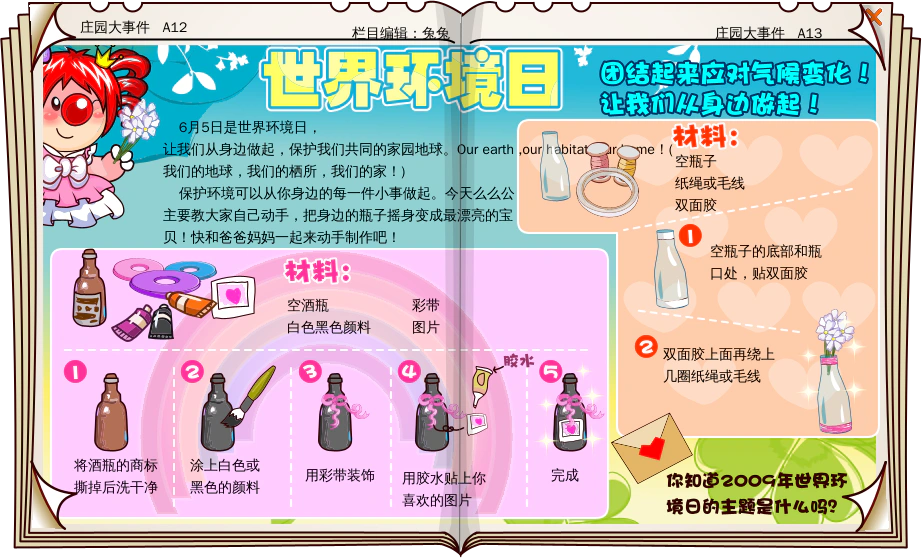 庄园大事件 A12
栏目编辑：兔兔
庄园大事件 A13
世界环境日
团结起来应对气候变化！
让我们从身边做起！
6月5日是世界环境日，
让我们从身边做起，保护我们共同的家园地球。Our earth ,our habitat
我们的地球，我们的栖所，我们的家！）
保护环境可以从你身边的每一件小事做起。今天么么公
主要教大家自己动手，把身边的瓶子摇身变成最漂亮的宝
贝！快和爸爸妈妈一起来动手制作吧！
材料：
空酒瓶 彩带
白色黑色颜料 图片
1
将酒瓶的商标
撕掉后洗干净
2
涂上白色或
黑色的颜料
3
用彩带装饰
4
胶水
用胶水贴上你
喜欢的图片
5
完成
材料：
空瓶子
纸绳或毛线
双面胶
1
空瓶子的底部和瓶
口处，贴双面胶
2
双面胶上面再绕上
几圈纸绳或毛线
你知道2009年世界环
境日的主题是什么吗？